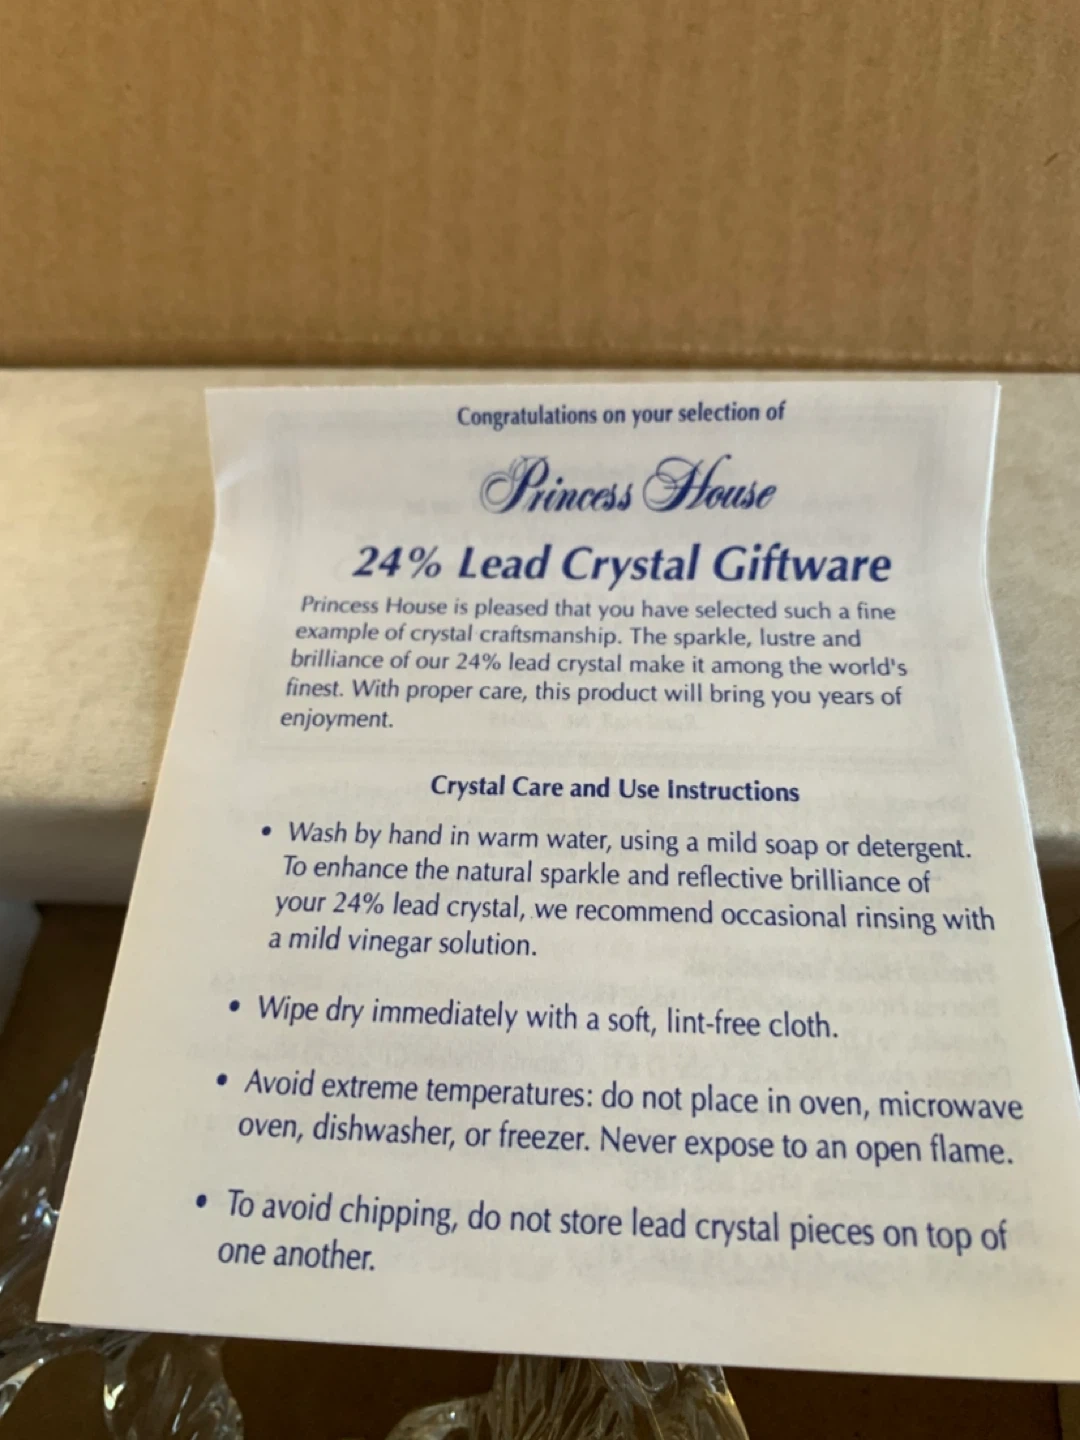 Congratulations on your selection of
Princess House
24% Lead Crystal Giftware
Princess House is pleased that you have selected such a fine
example of crystal craftsmanship. The sparkle, lustre and
brilliance of our 24% lead crystal make it among the world's
finest. With proper care, this product will bring you years of
enjoyment.
Crystal Care and Use Instructions
• Wash by hand in warm water, using a mild soap or detergent.
To enhance the natural sparkle and reflective brilliance of
your 24% lead crystal, we recommend occasional rinsing with
a mild vinegar solution.
• Wipe dry immediately with a soft, lint-free cloth.
• Avoid extreme temperatures: do not place in oven, microwave
oven, dishwasher, or freezer. Never expose to an open flame.
• To avoid chipping, do not store lead crystal pieces on top of
one another.